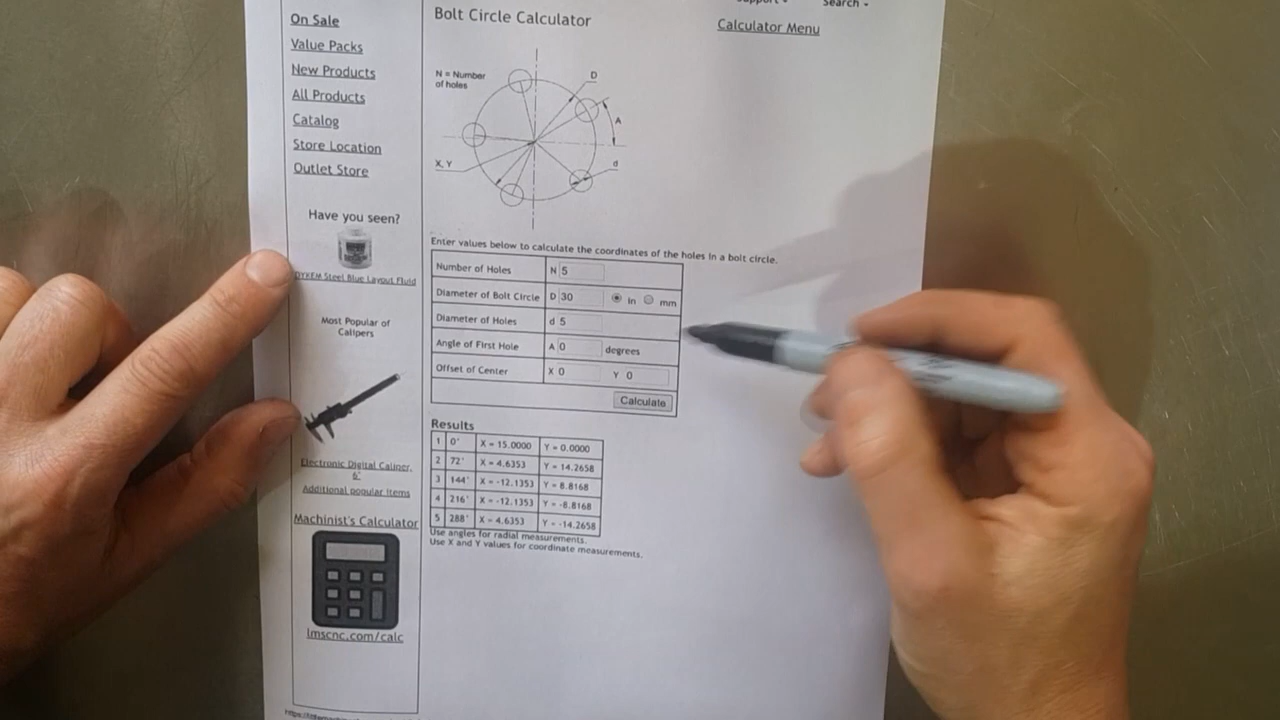 Search
On Sale
Value Packs
New Products
All Products
Catalog
Store Location
Outlet Store
Have you seen?
DYKEM Steel Blue Layout Fluid
Most Popular of
Calipers
Electronic Digital Caliper,
6"
Additional popular items
Machinist's Calculator
lmscnc.com/calc
Bolt Circle Calculator
Calculator Menu
N = Number
of holes
D
A
X, Y
d
Enter values below to calculate the coordinates of the holes in a bolt circle.
Number of Holes N 5
Diameter of Bolt Circle D 30 in mm
Diameter of Holes d 5
Angle of First Hole A 0 degrees
Offset of Center X 0 Y 0
Calculate
Results
1 0° X = 15.0000 Y = 0.0000
2 72° X = 4.6353 Y = 14.2658
3 144° X = -12.1353 Y = 8.8168
4 216° X = -12.1353 Y = -8.8168
5 288° X = 4.6353 Y = -14.2658
Use angles for radial measurements.
Use X and Y values for coordinate measurements.